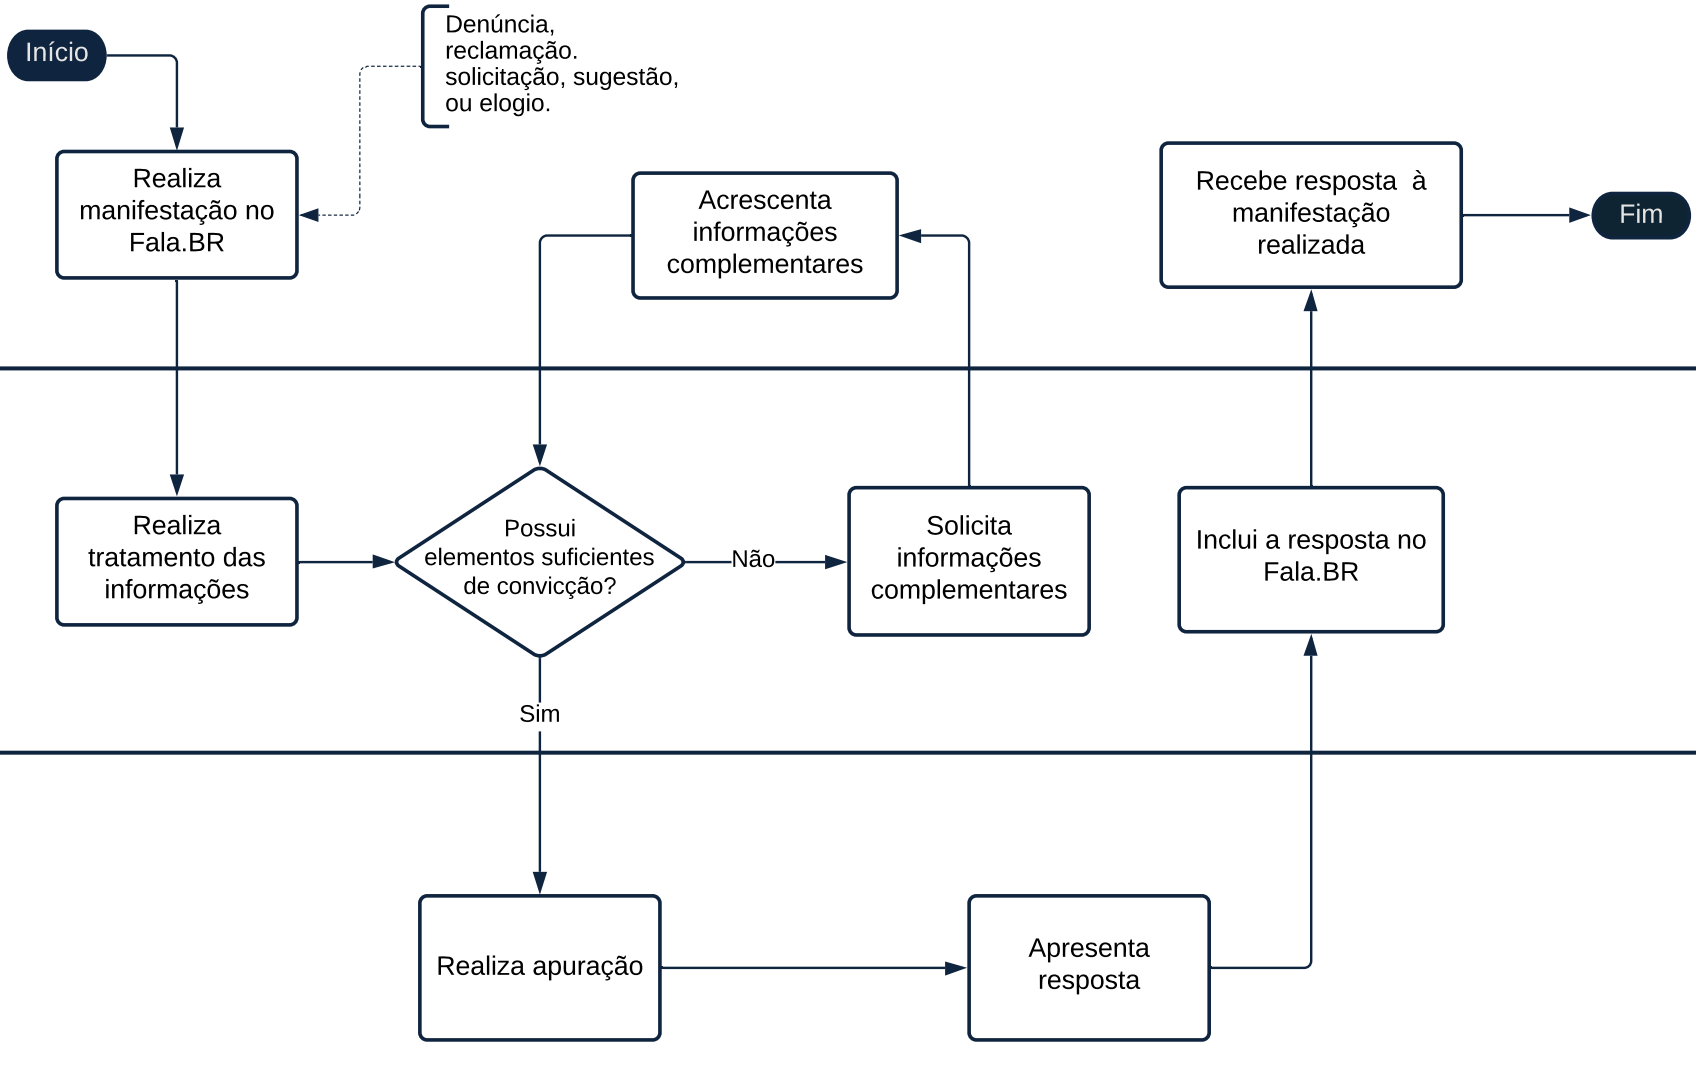 Início
Denúncia,
reclamação.
solicitação, sugestão,
ou elogio.
Realiza
manifestação no
Fala.BR
Acrescenta
informações
complementares
Recebe resposta  à
manifestação
realizada
Fim
Realiza
tratamento das
informações
Possui
elementos suficientes
de convicção?
Não
Solicita
informações
complementares
Inclui a resposta no
Fala.BR
Sim
Realiza apuração
Apresenta
resposta